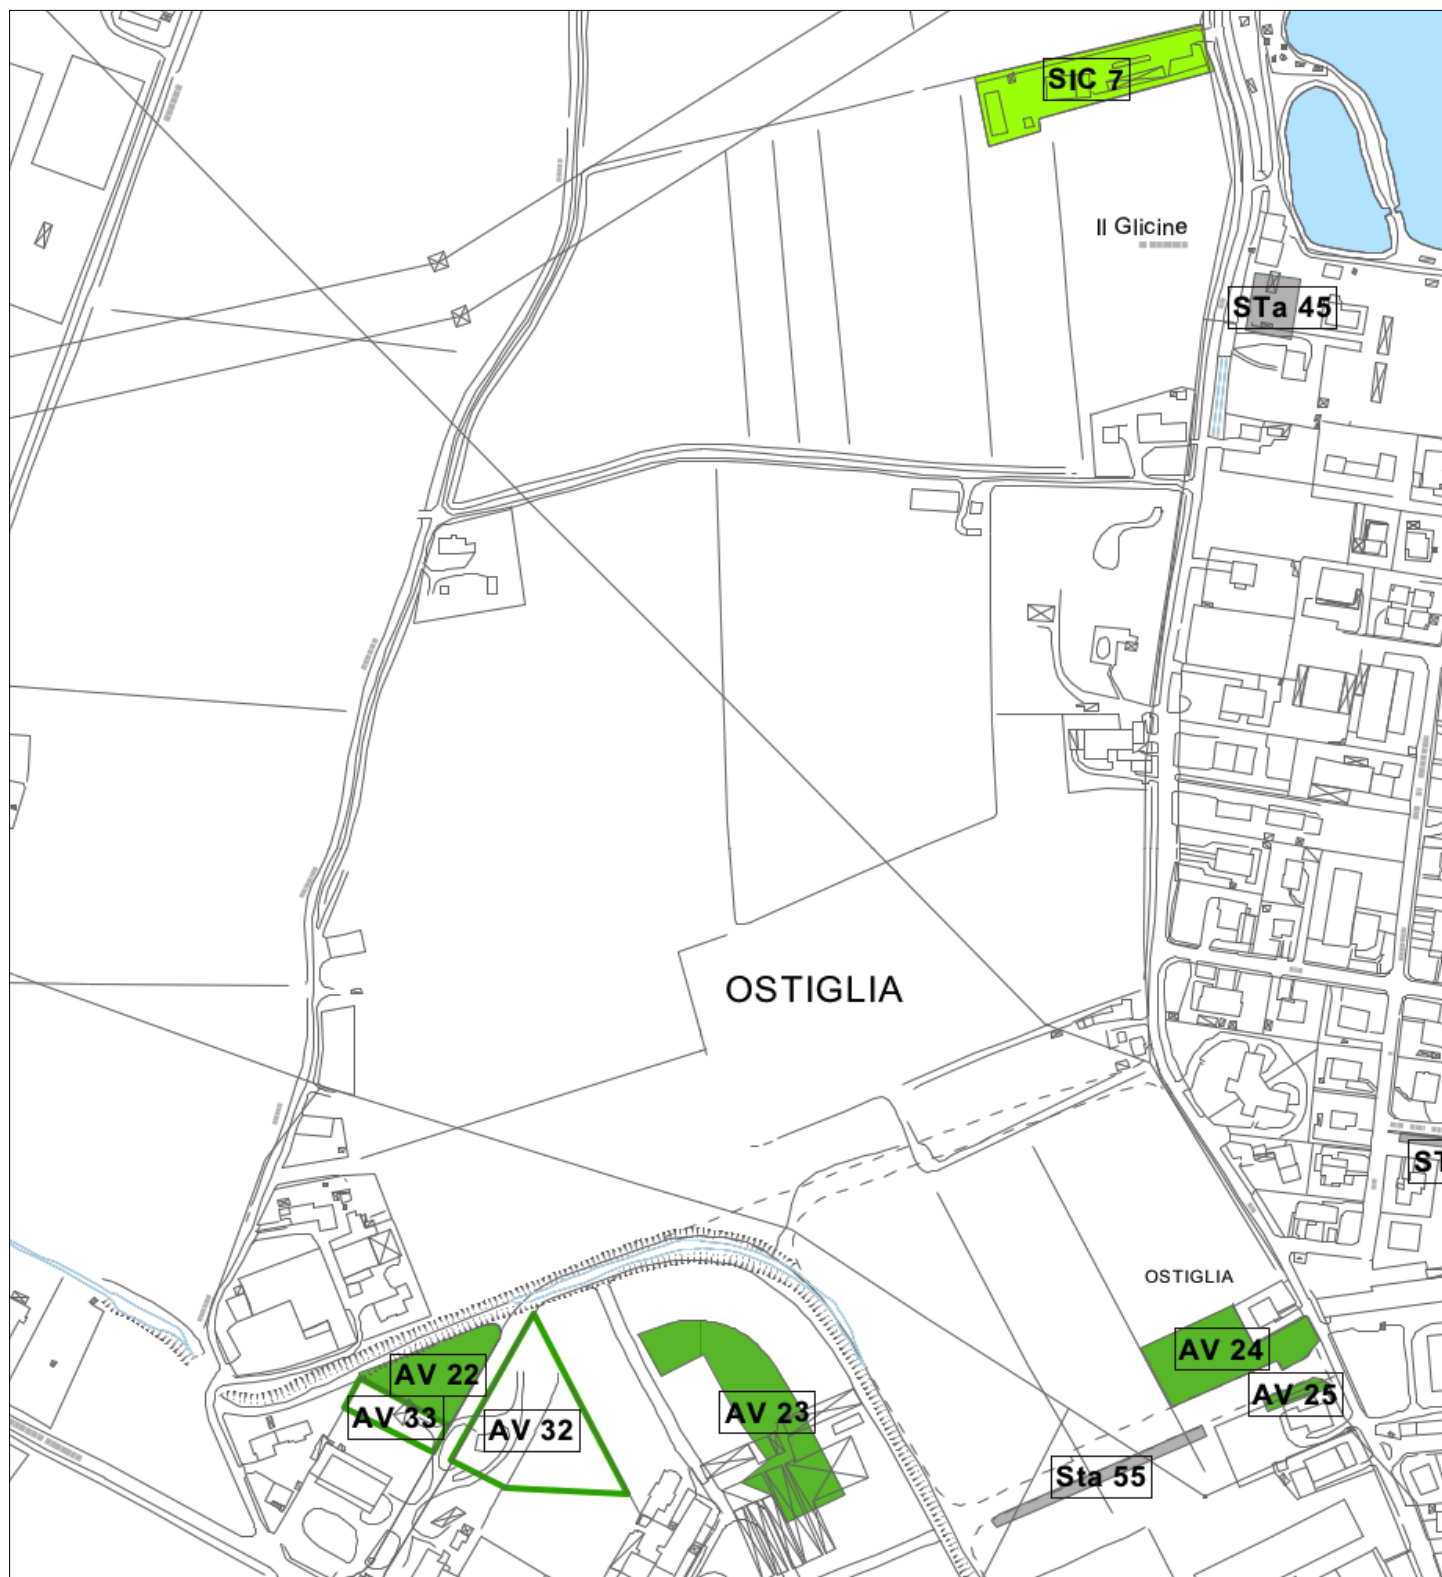 SIC 7
Il Glicine
STa 45
OSTIGLIA
ST
OSTIGLIA
AV 24
AV 22
AV 25
AV 33
AV 23
AV 32
Sta 55